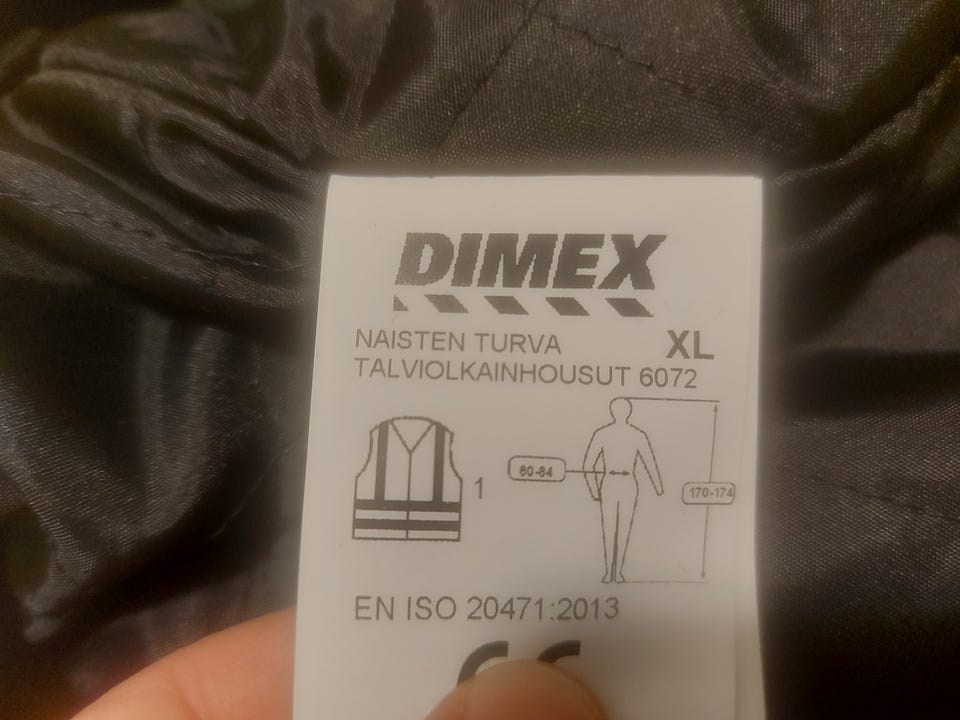 DIMEX
NAISTEN TURVA XL
TALVIOLKAINHOUSUT 6072
80-84
1
170-174
EN ISO 20471:2013